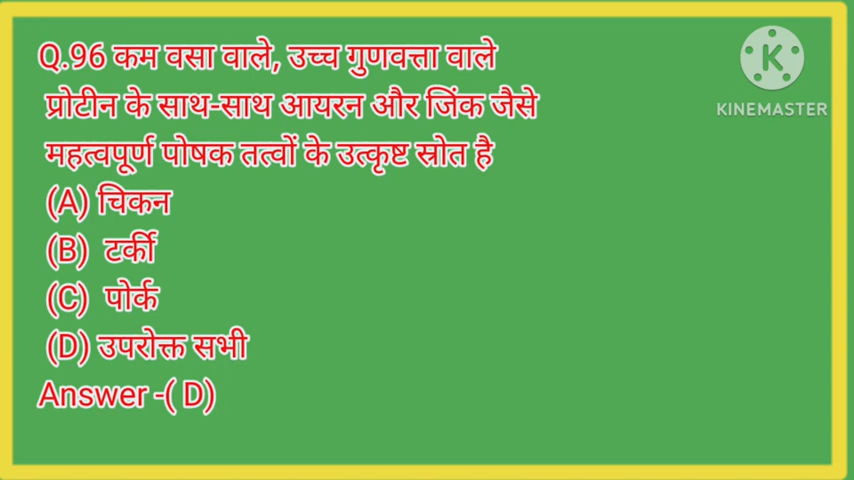 Q.96 कम वसा वाले, उच्च गुणवत्ता वाले
प्रोटीन के साथ-साथ आयरन और जिंक जैसे
महत्वपूर्ण पोषक तत्वों के उत्कृष्ट स्रोत है
(A) चिकन
(B) टर्की
(C) पोर्क
(D) उपरोक्त सभी
Answer -( D)
K
KINEMASTER